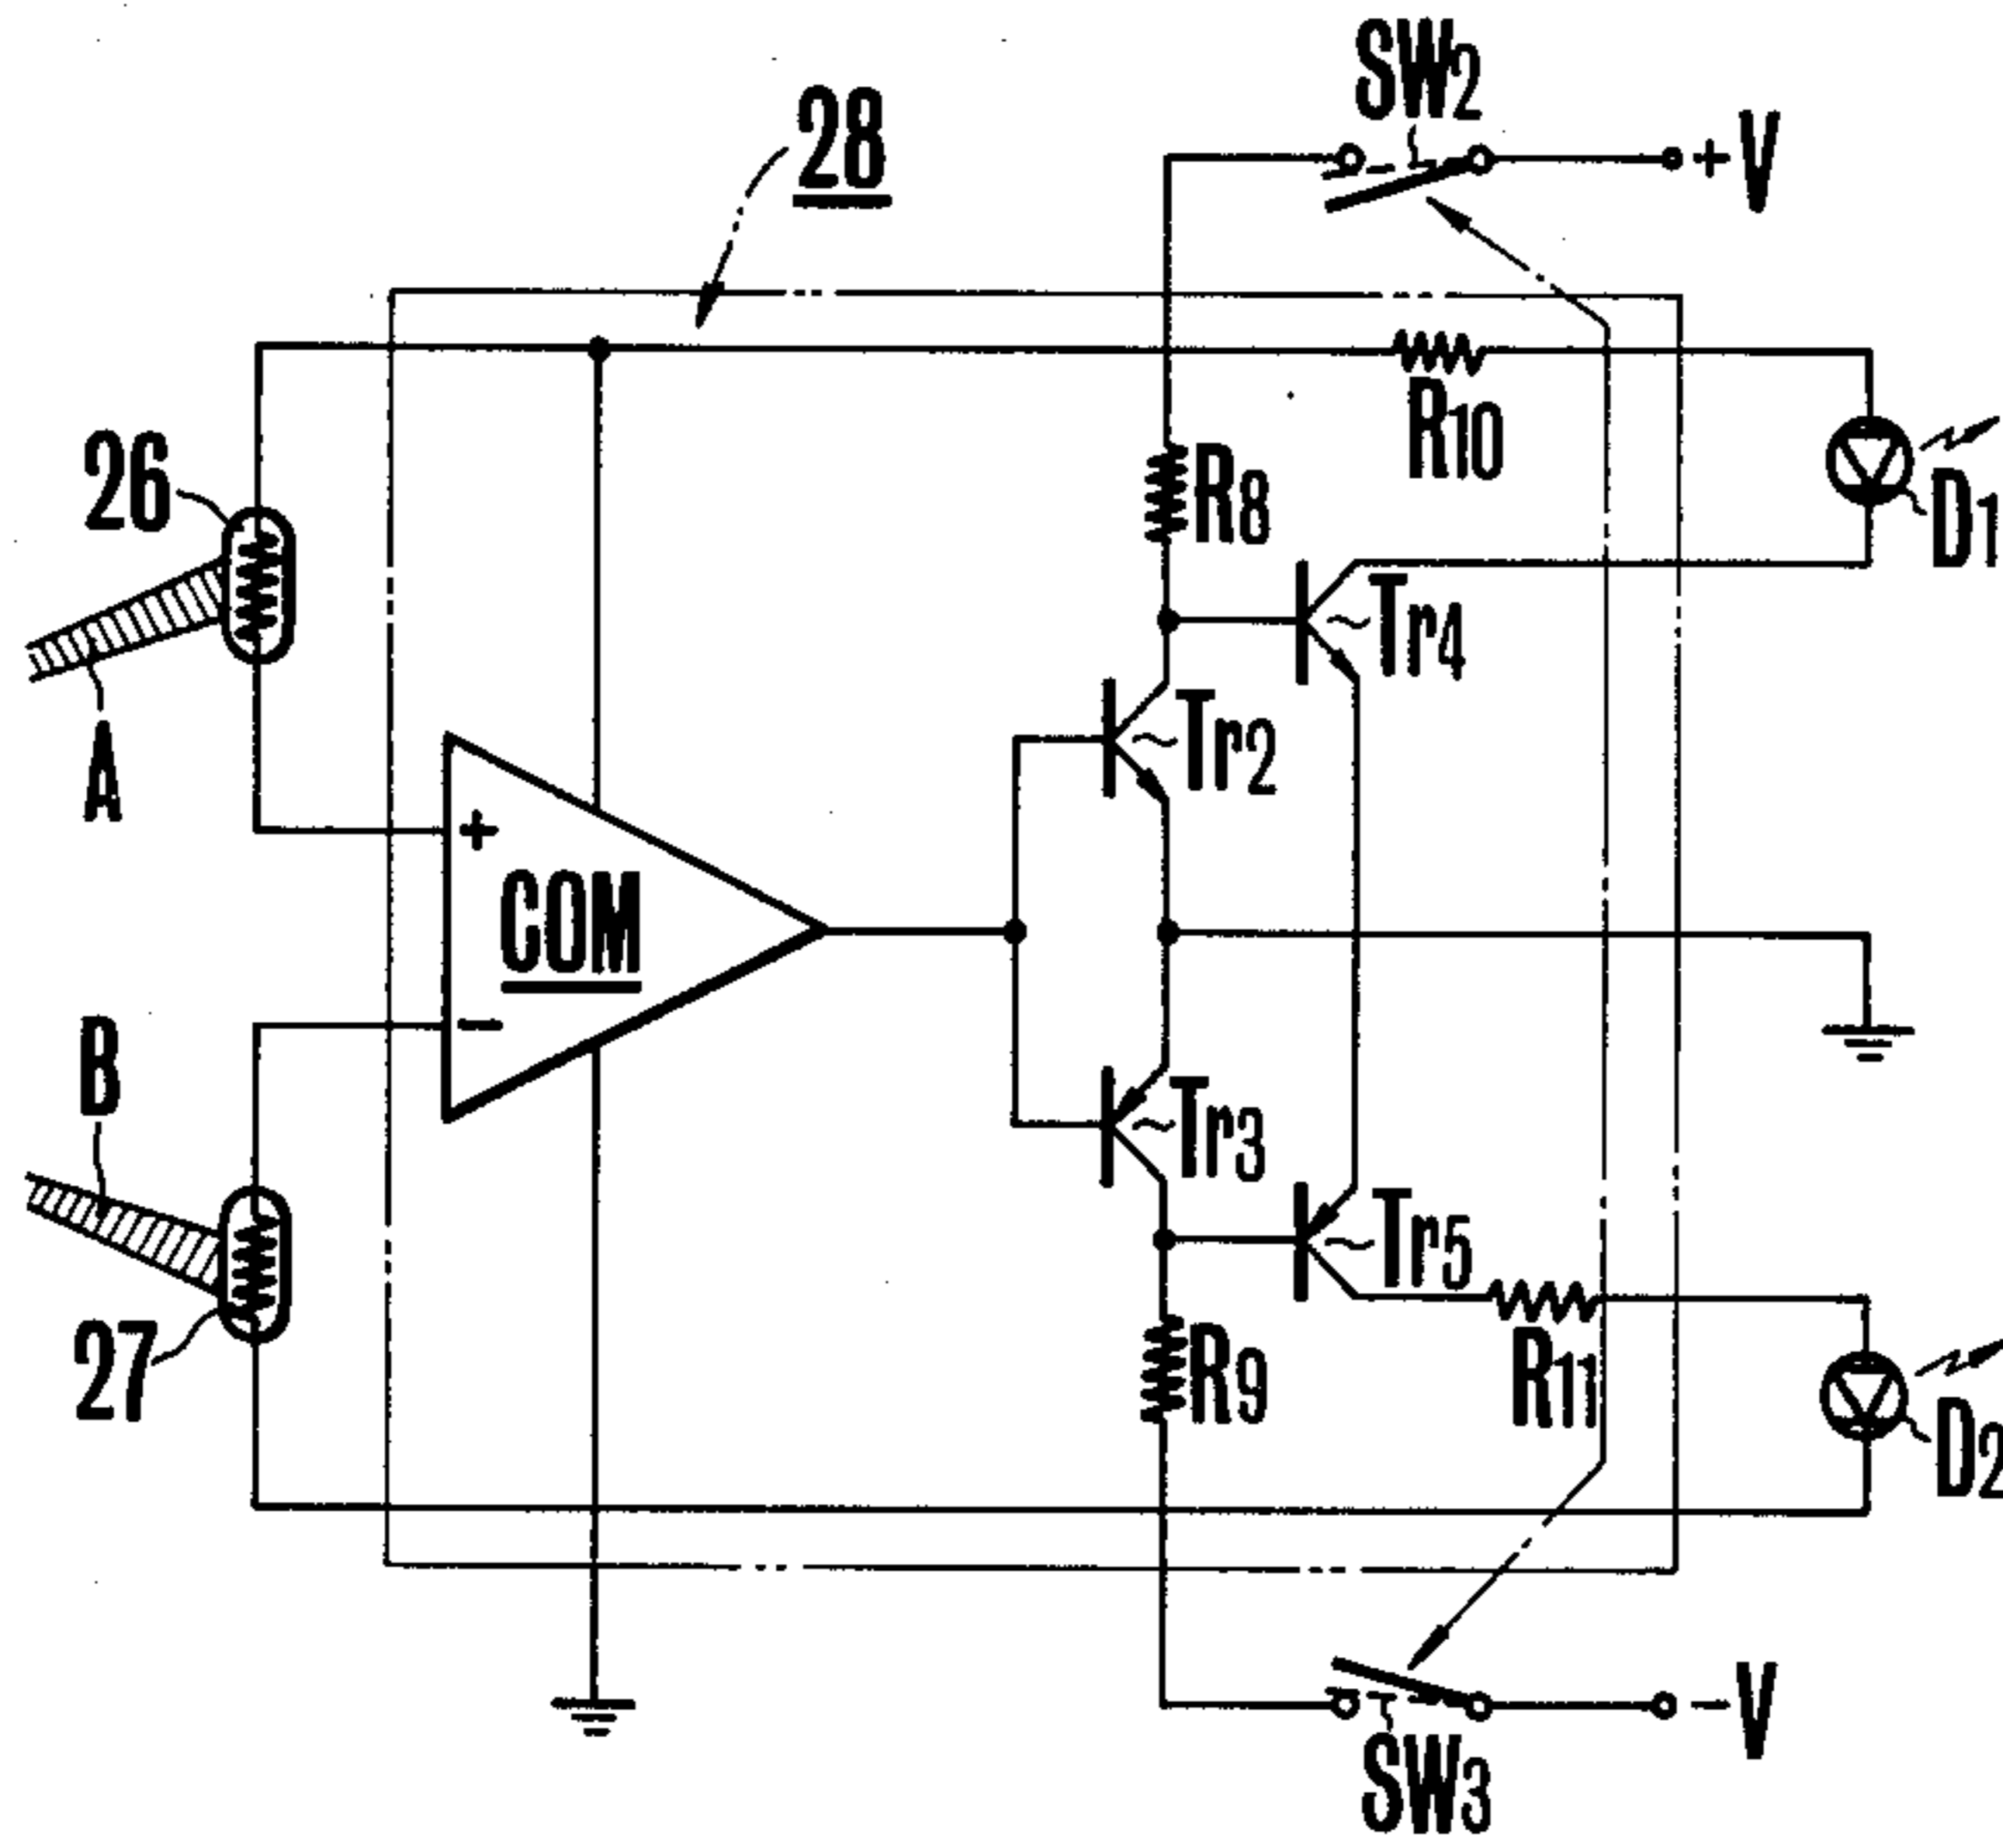 SW2
28
+V
R10
26
R8
D1
Tr4
A
Tr2
+
COM
B
−
Tr3
Tr5
27
R9
R11
D2
−V
SW3